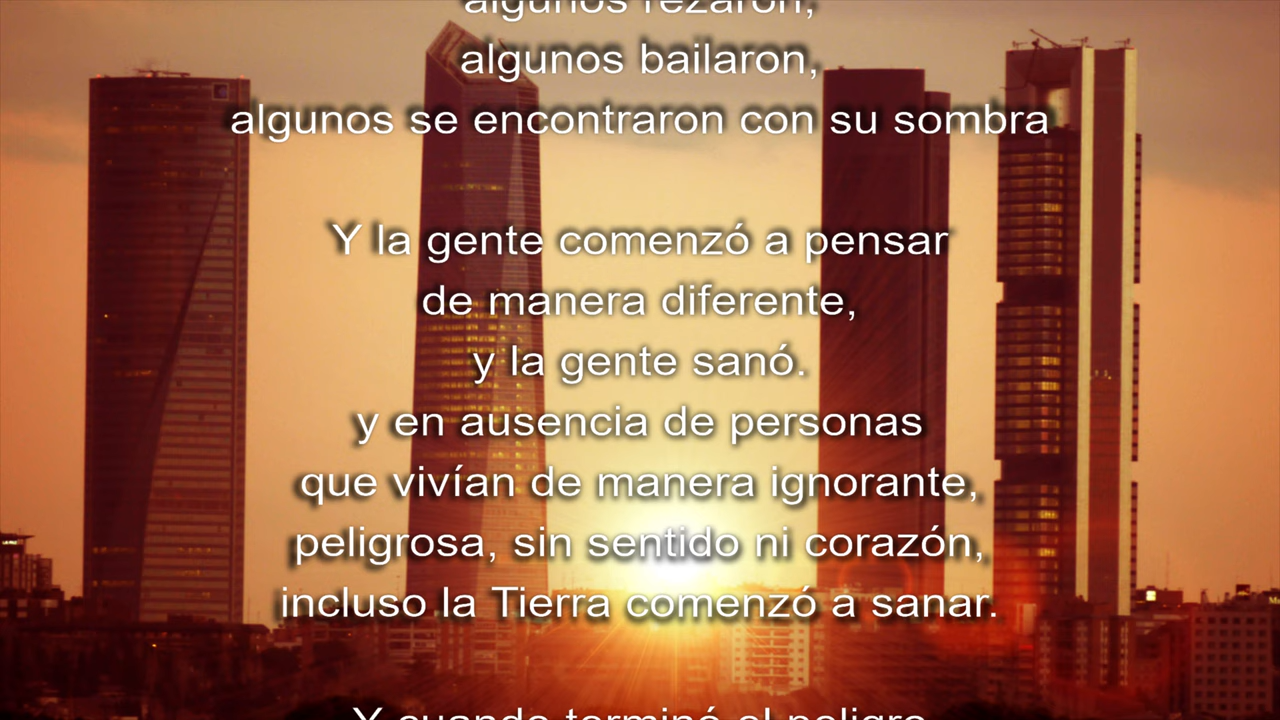 algunos rezaron,
algunos bailaron,
algunos se encontraron con su sombra
Y la gente comenzó a pensar
de manera diferente,
y la gente sanó.
y en ausencia de personas
que vivían de manera ignorante,
peligrosa, sin sentido ni corazón,
incluso la Tierra comenzó a sanar.
Y cuando terminó el peligro